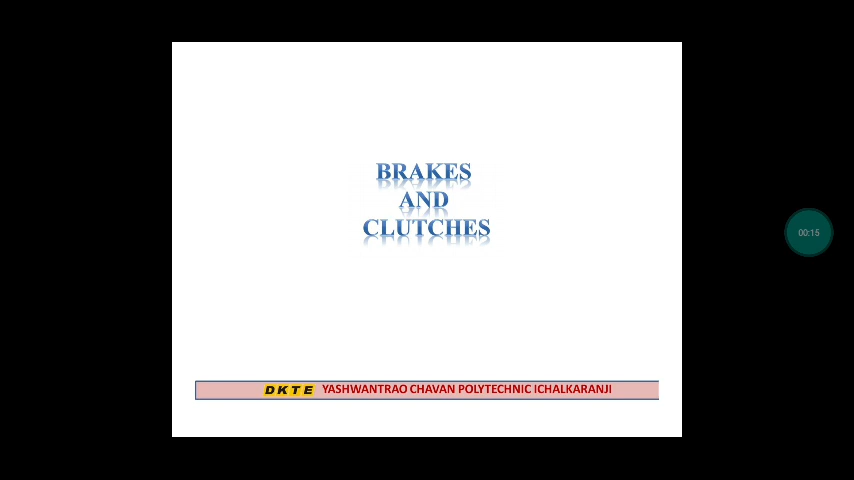 BRAKES
AND
CLUTCHES
00:15
DKTE YASHWANTRAO CHAVAN POLYTECHNIC ICHALKARANJI